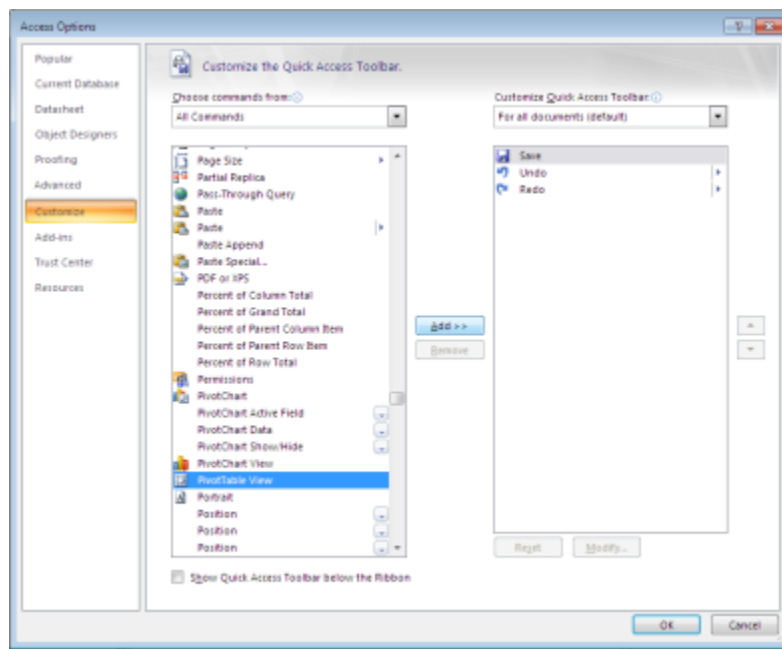 Access Options
Popular
Current Database
Datasheet
Object Designers
Proofing
Advanced
Customize
Add-ins
Trust Center
Resources
Customize the Quick Access Toolbar.
Choose commands from:
All Commands
Page Size
Partial Replica
Pass-Through Query
Paste
Paste
Paste Append
Paste Special...
PDF or XPS
Percent of Column Total
Percent of Grand Total
Percent of Parent Column Item
Percent of Parent Row Item
Percent of Row Total
Permissions
PivotChart
PivotChart Active Field
PivotChart Data
PivotChart Show/Hide
PivotChart View
PivotTable View
Portrait
Position
Position
Position
Show Quick Access Toolbar below the Ribbon
Add >>
Remove
Customize Quick Access Toolbar:
For all documents (default)
Save
Undo
Redo
Reset
Modify...
OK
Cancel